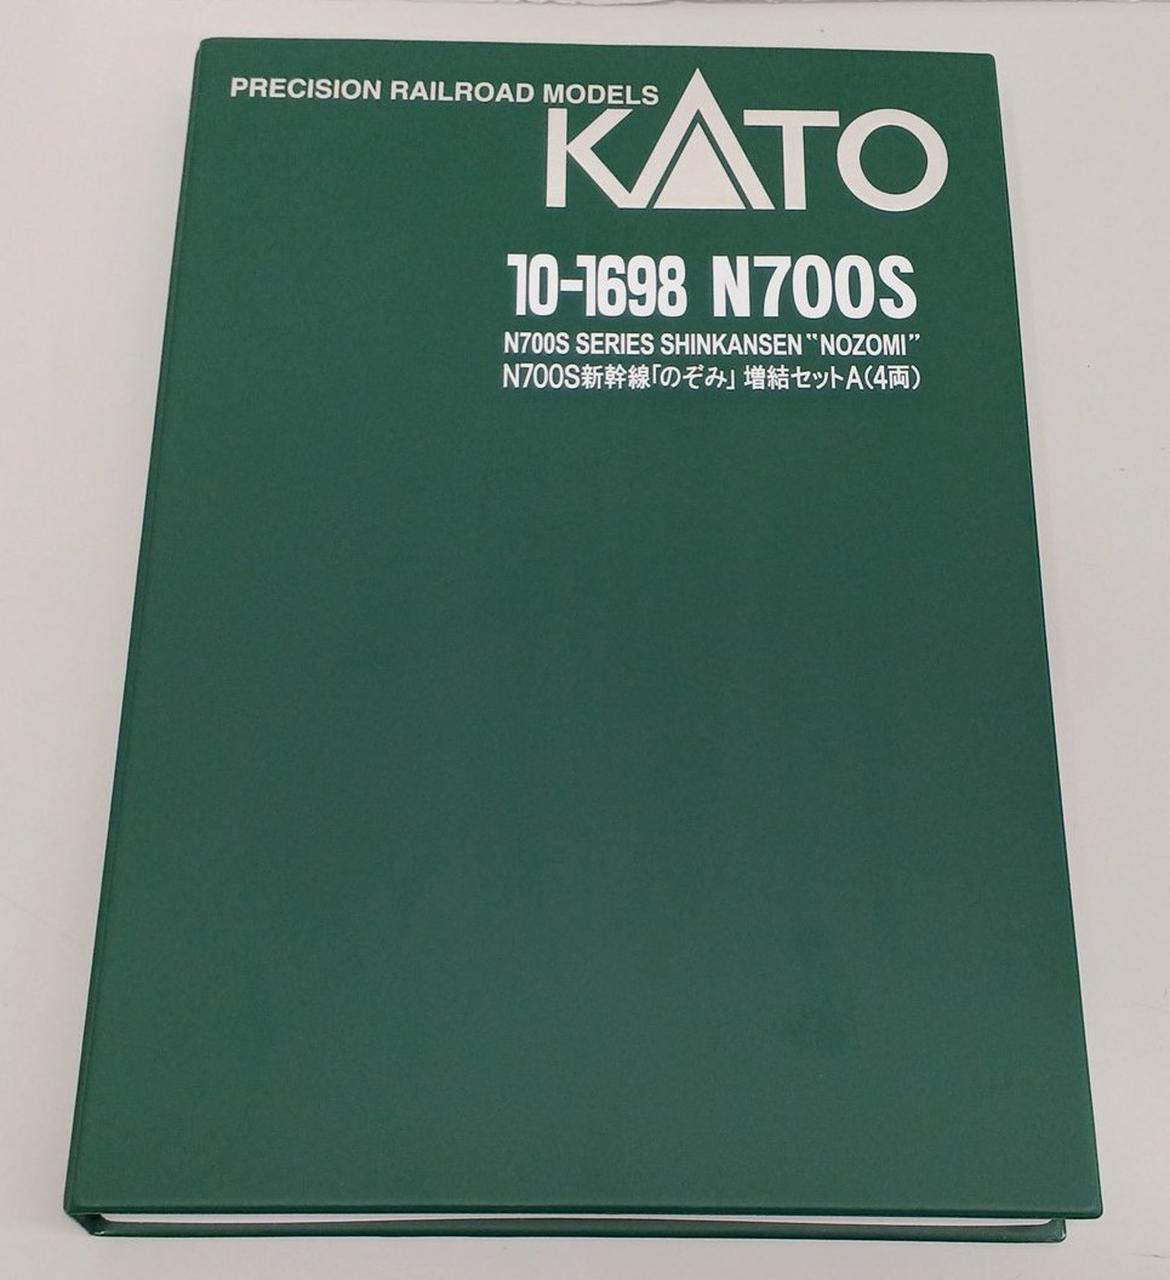 PRECISION RAILROAD MODELS
KATO
10-1698 N700S
N700S SERIES SHINKANSEN "NOZOMI"
N700S新幹線「のぞみ」 増結セットA(4両)